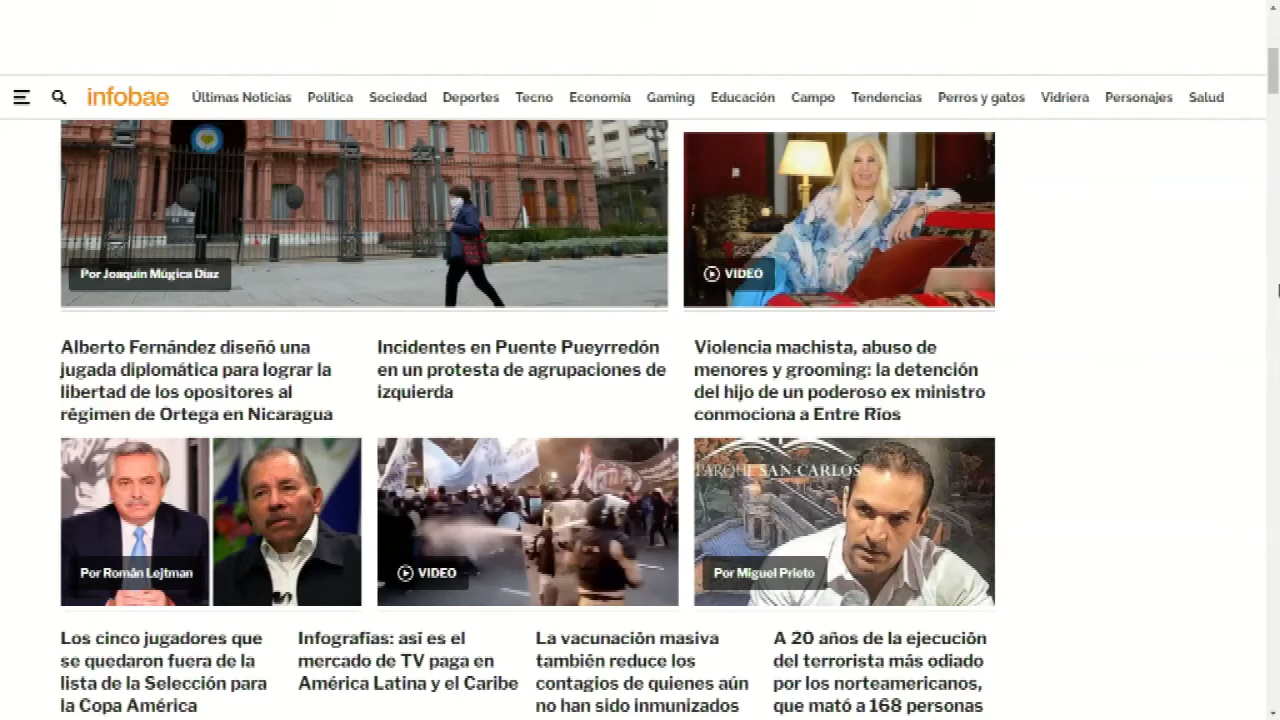 infobae Últimas Noticias Política Sociedad Deportes Tecno Economía Gaming Educación Campo Tendencias Perros y gatos Vidriera Personajes Salud
Por Joaquín Múgica Díaz
VIDEO
Alberto Fernández diseñó una
jugada diplomática para lograr la
libertad de los opositores al
régimen de Ortega en Nicaragua
Incidentes en Puente Pueyrredón
en un protesta de agrupaciones de
izquierda
Violencia machista, abuso de
menores y grooming: la detención
del hijo de un poderoso ex ministro
conmociona a Entre Ríos
Por Román Lejtman
VIDEO
PARQUE SAN CARLOS
Por Miguel Prieto
Los cinco jugadores que
se quedaron fuera de la
lista de la Selección para
la Copa América
Infografías: así es el
mercado de TV paga en
América Latina y el Caribe
La vacunación masiva
también reduce los
contagios de quienes aún
no han sido inmunizados
A 20 años de la ejecución
del terrorista más odiado
por los norteamericanos,
que mató a 168 personas